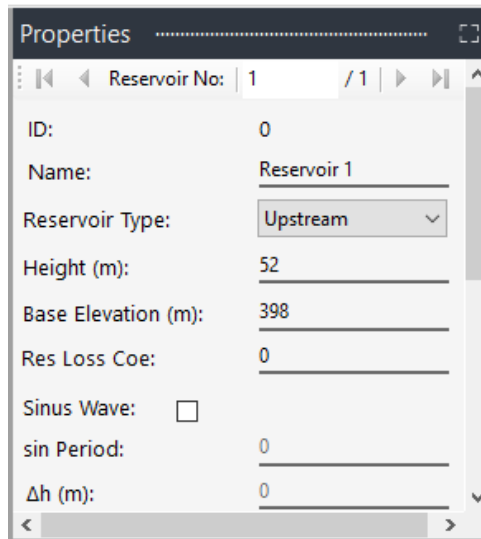 Properties
Reservoir No: 1 / 1
ID: 0
Name: Reservoir 1
Reservoir Type: Upstream
Height (m): 52
Base Elevation (m): 398
Res Loss Coe: 0
Sinus Wave:
sin Period: 0
Δh (m): 0